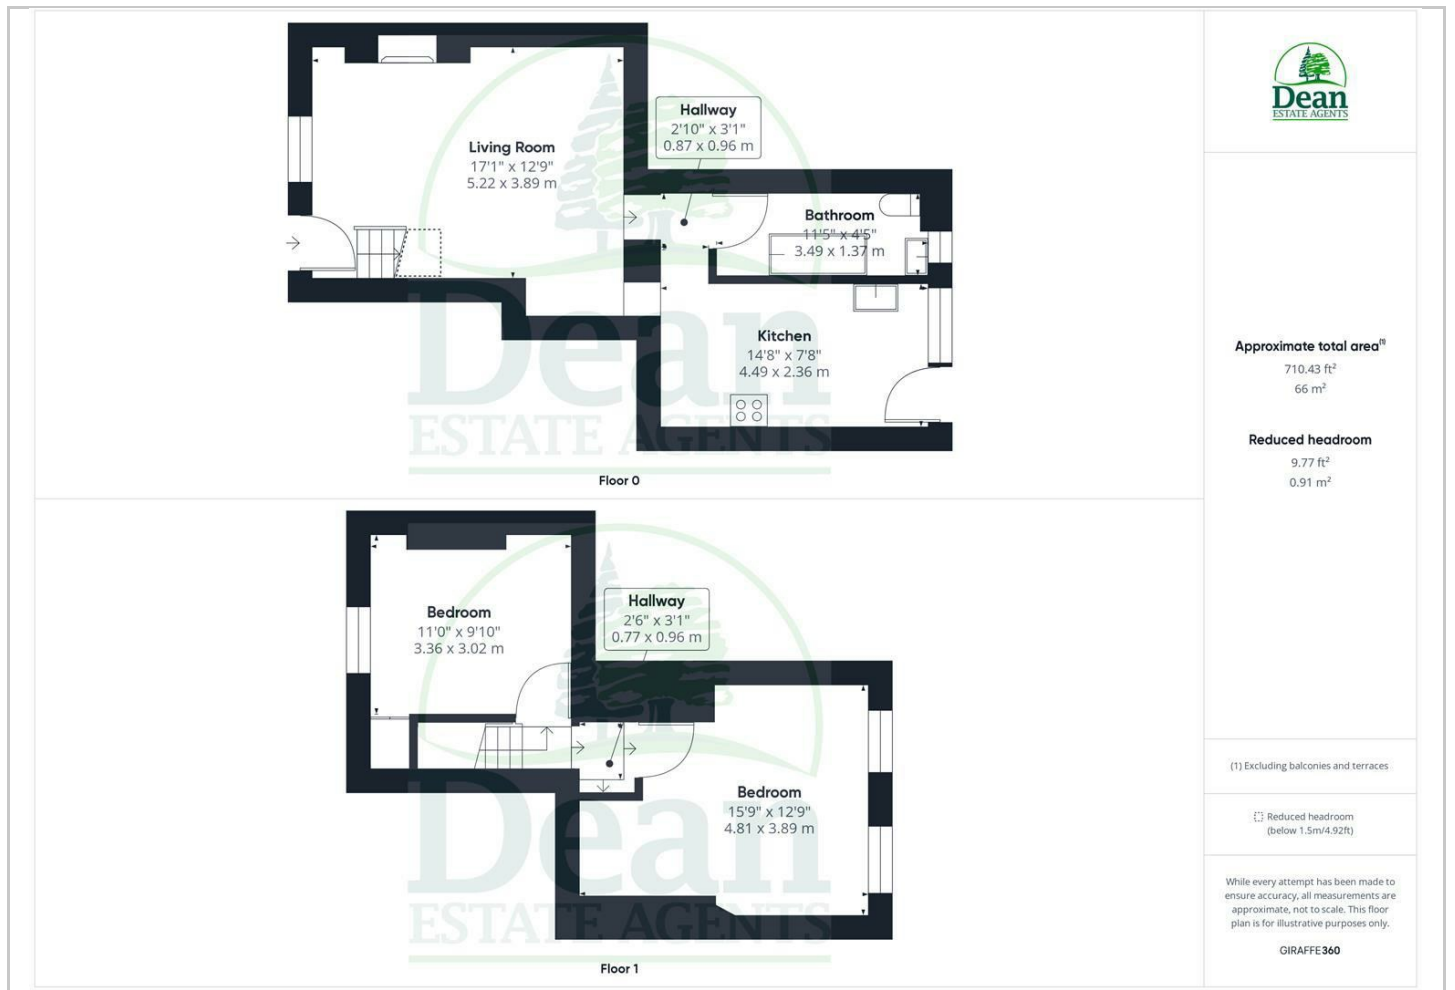 Living Room
17'1" x 12'9"
5.22 x 3.89 m
Hallway
2'10" x 3'1"
0.87 x 0.96 m
Bathroom
11'5" x 4'5"
3.49 x 1.37 m
Kitchen
14'8" x 7'8"
4.49 x 2.36 m
Dean
ESTATE AGENTS
Floor 0
Bedroom
11'0" x 9'10"
3.36 x 3.02 m
Hallway
2'6" x 3'1"
0.77 x 0.96 m
Bedroom
15'9" x 12'9"
4.81 x 3.89 m
Dean
ESTATE AGENTS
Floor 1
Dean
ESTATE AGENTS
Approximate total area(1)
710.43 ft²
66 m²
Reduced headroom
9.77 ft²
0.91 m²
(1) Excluding balconies and terraces
Reduced headroom
(below 1.5m/4.92ft)
While every attempt has been made to
ensure accuracy, all measurements are
approximate, not to scale. This floor
plan is for illustrative purposes only.
GIRAFFE360